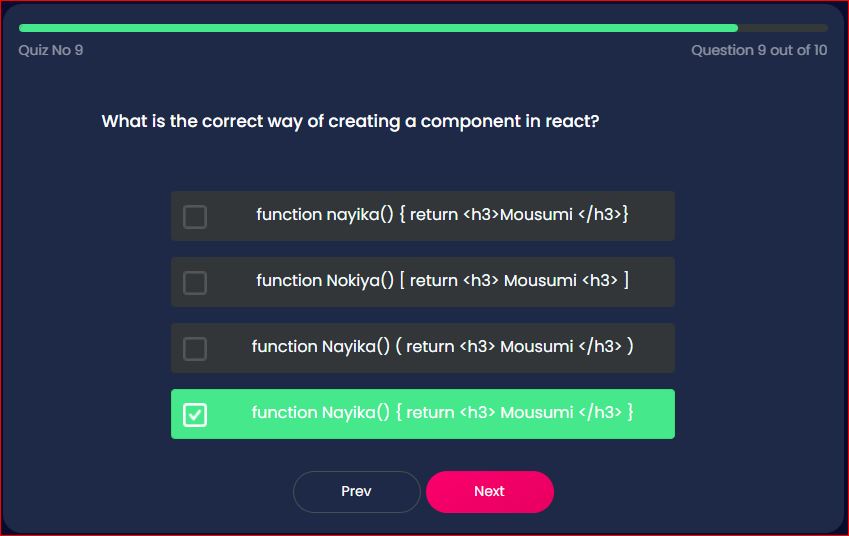 Quiz No 9
Question 9 out of 10
What is the correct way of creating a component in react?
function nayika() { return <h3>Mousumi </h3>}
function Nokiya() [ return <h3> Mousumi <h3> ]
function Nayika() ( return <h3> Mousumi </h3> )
function Nayika() { return <h3> Mousumi </h3> }
Prev
Next